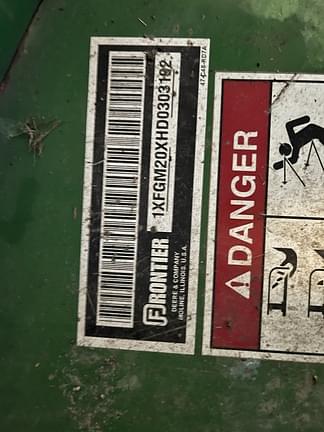 1XFGM20XHD0303192
FRONTIER
DEERE & COMPANY
MOLINE, ILLINOIS U.S.A.
DANGER